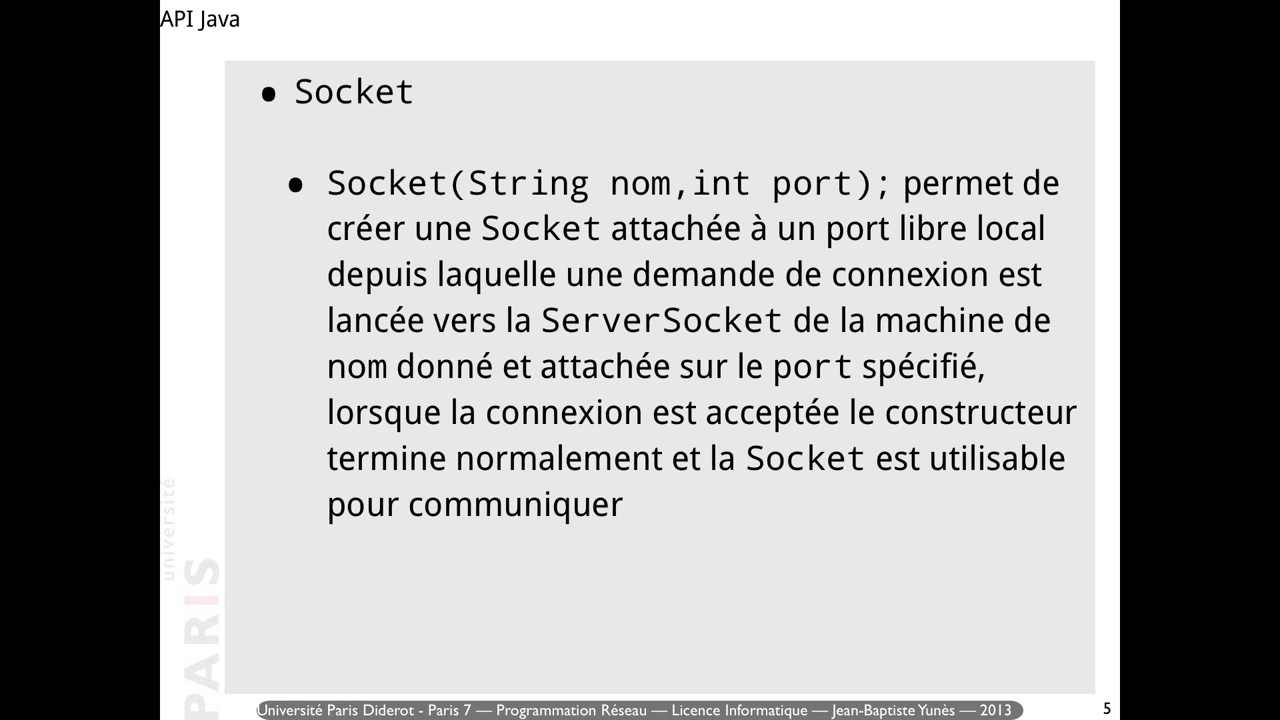 API Java
• Socket
• Socket(String nom,int port); permet de
créer une Socket attachée à un port libre local
depuis laquelle une demande de connexion est
lancée vers la ServerSocket de la machine de
nom donné et attachée sur le port spécifié,
lorsque la connexion est acceptée le constructeur
termine normalement et la Socket est utilisable
pour communiquer
université
PARIS
Université Paris Diderot - Paris 7 — Programmation Réseau — Licence Informatique — Jean-Baptiste Yunès — 2013
5